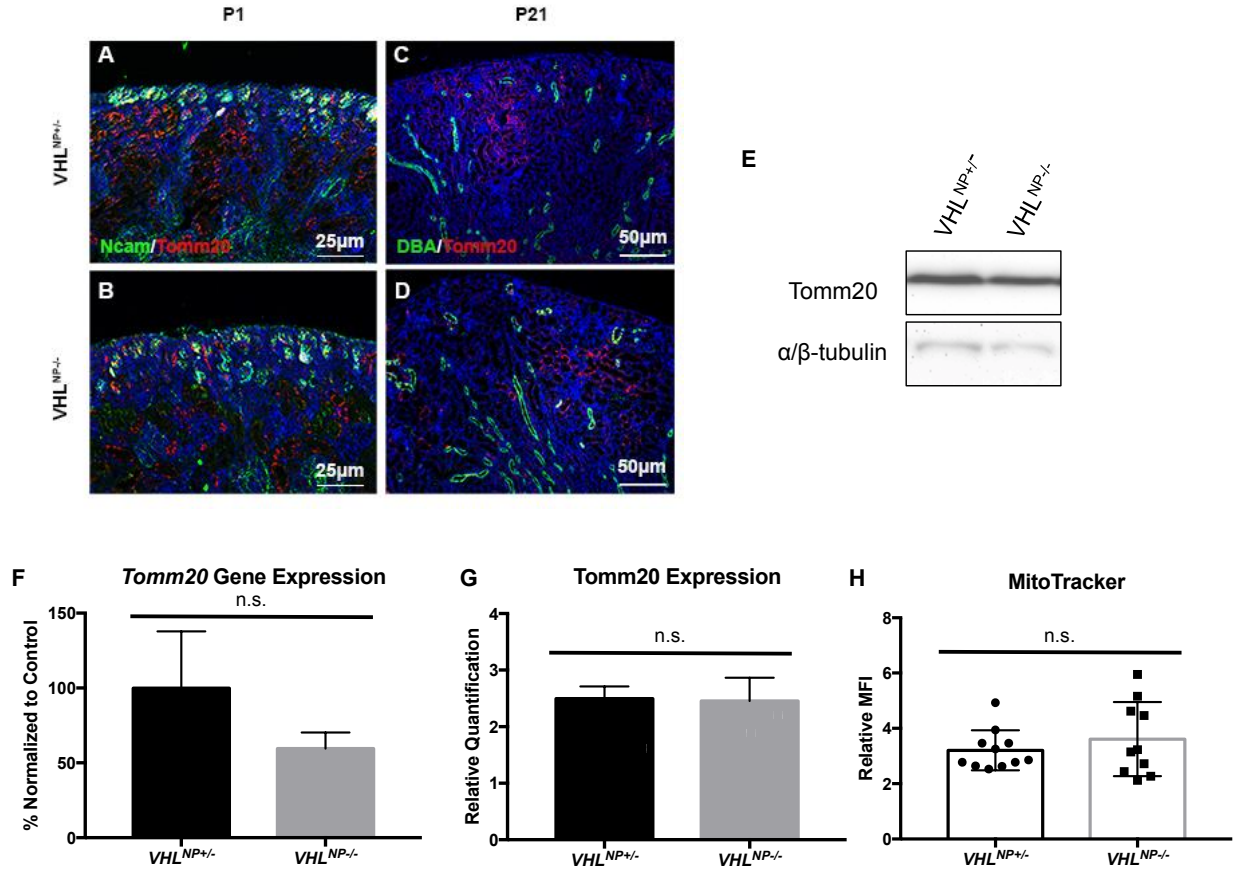 P1 P21
A C
VHL^NP+/-
Ncam/Tomm20 25μm DBA/Tomm20 50μm
B D
VHL^NP-/-
25μm 50μm
E
VHL^NP+/- VHL^NP-/-
Tomm20
α/β-tubulin
F Tomm20 Gene Expression
n.s.
% Normalized to Control
150
100
50
0
VHL^NP+/- VHL^NP-/-
G Tomm20 Expression
n.s.
Relative Quantification
4
3
2
1
0
VHL^NP+/- VHL^NP-/-
H MitoTracker
n.s.
Relative MFI
8
6
4
2
0
VHL^NP+/- VHL^NP-/-